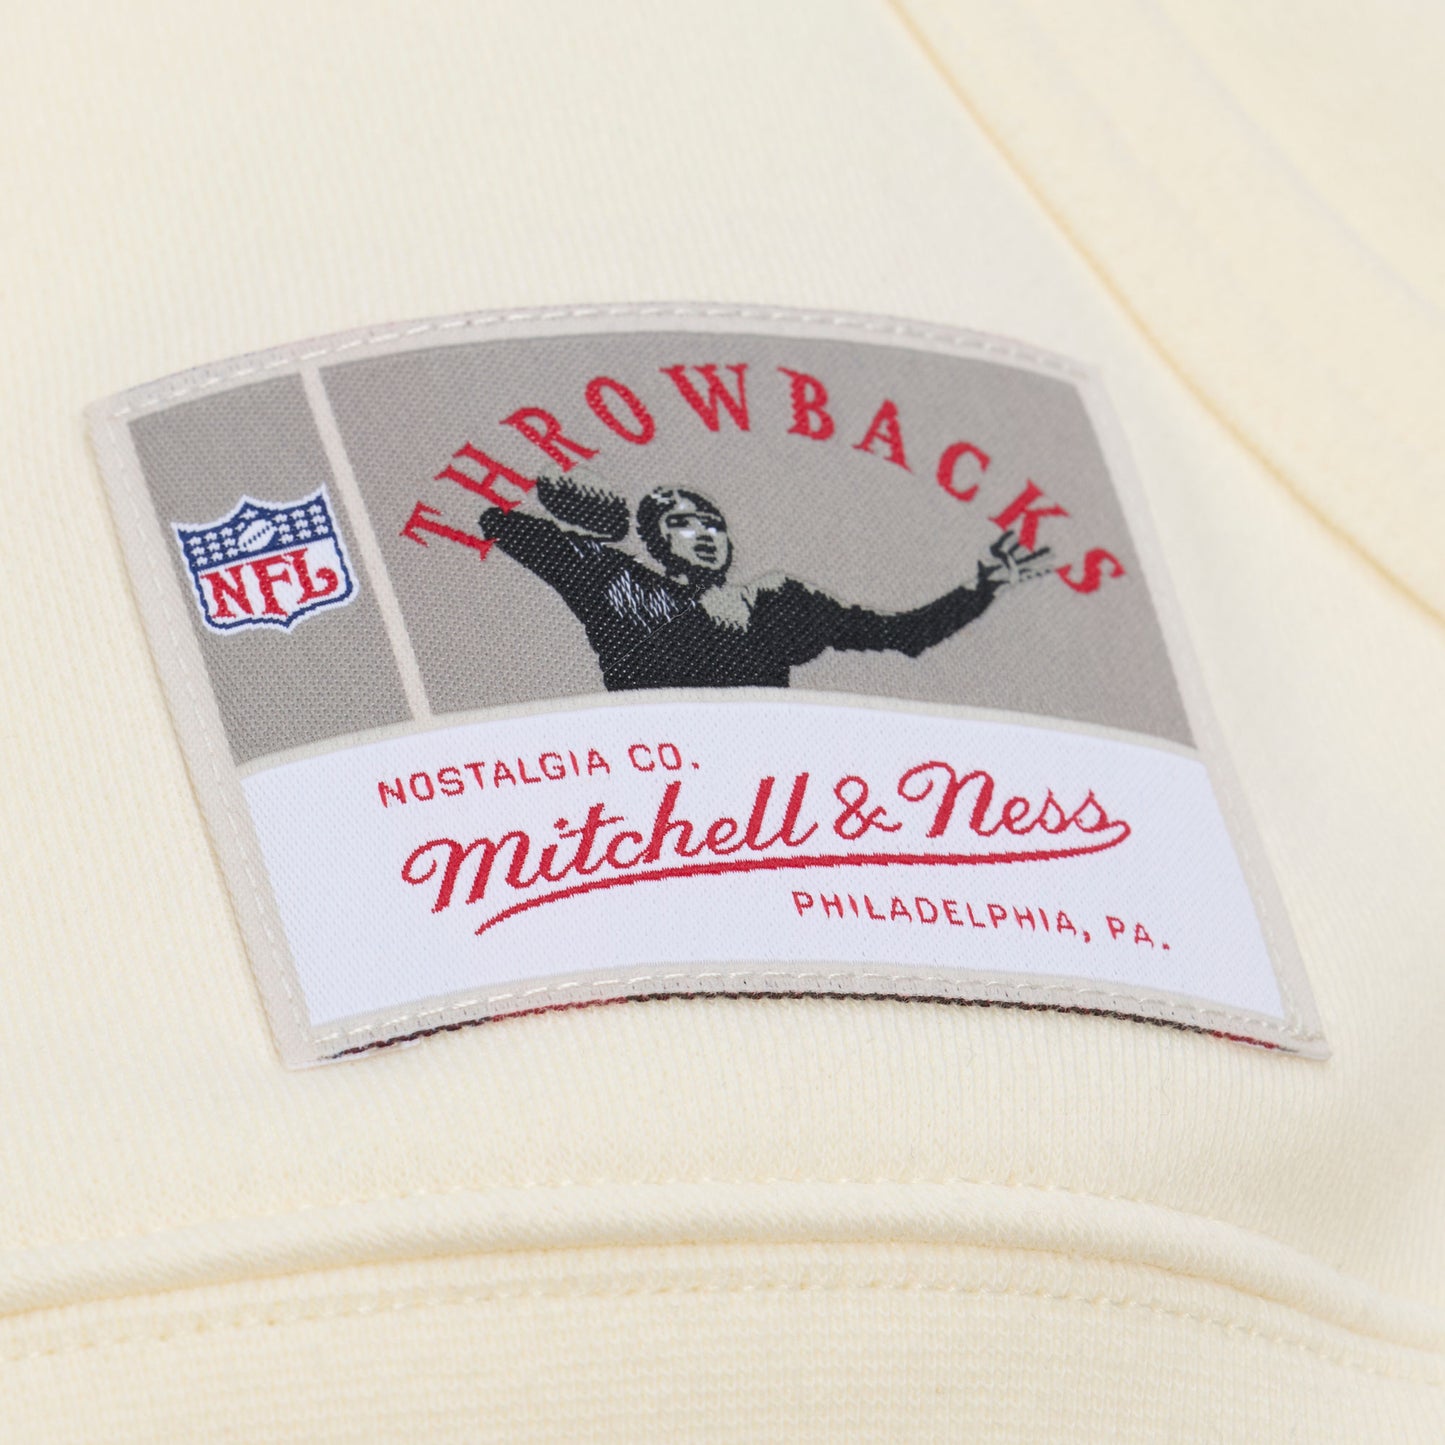 THROWBACKS
NFL
NOSTALGIA CO.
Mitchell & Ness
PHILADELPHIA, PA.